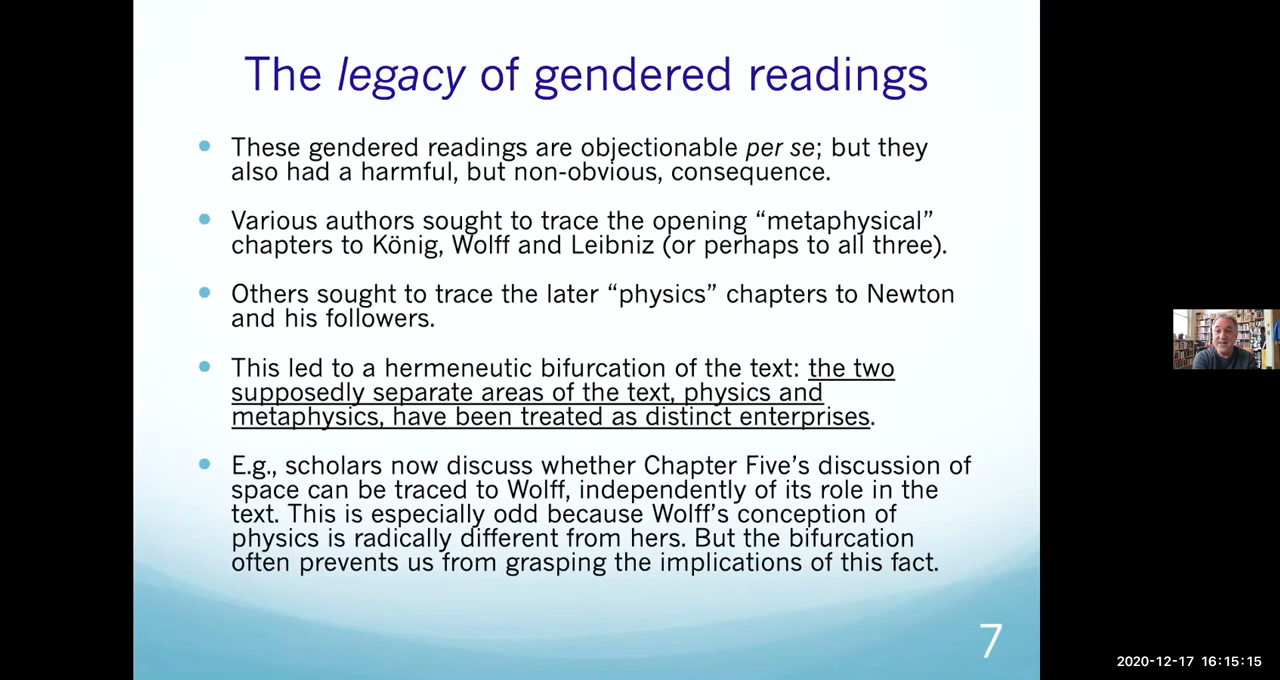 The legacy of gendered readings
These gendered readings are objectionable per se; but they
also had a harmful, but non-obvious, consequence.
Various authors sought to trace the opening “metaphysical”
chapters to König, Wolff and Leibniz (or perhaps to all three).
Others sought to trace the later “physics” chapters to Newton
and his followers.
This led to a hermeneutic bifurcation of the text: the two
supposedly separate areas of the text, physics and
metaphysics, have been treated as distinct enterprises.
E.g., scholars now discuss whether Chapter Five’s discussion of
space can be traced to Wolff, independently of its role in the
text. This is especially odd because Wolff’s conception of
physics is radically different from hers. But the bifurcation
often prevents us from grasping the implications of this fact.
7
2020-12-17 16:15:15